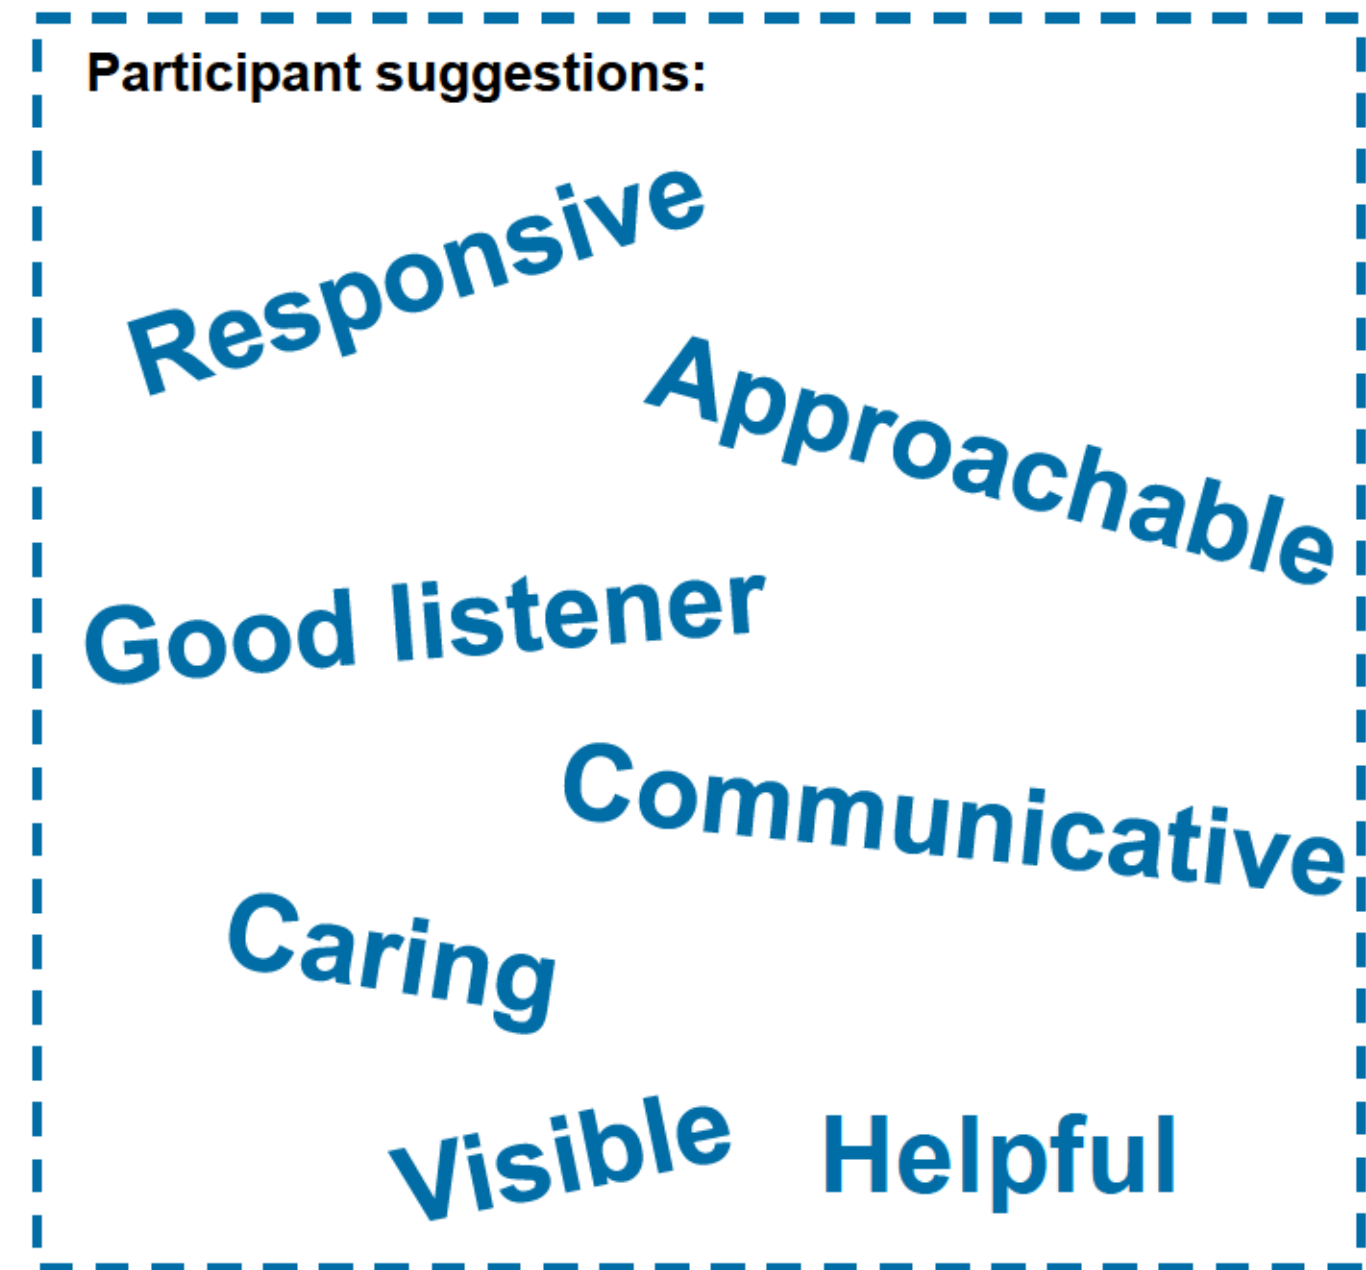 Participant suggestions:
Responsive
Approachable
Good listener
Communicative
Caring
Visible
Helpful